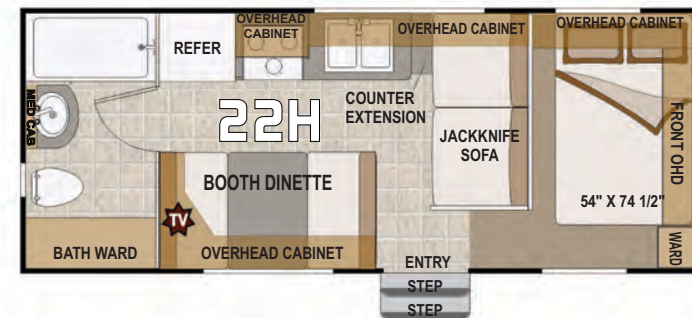 OVERHEAD
CABINET
OVERHEAD CABINET
OVERHEAD CABINET
REFER
MED CAB
22H
COUNTER
EXTENSION
JACKKNIFE
SOFA
FRONT OHD
BOOTH DINETTE
54" X 74 1/2"
TV
BATH WARD
OVERHEAD CABINET
ENTRY
WARD
STEP
STEP